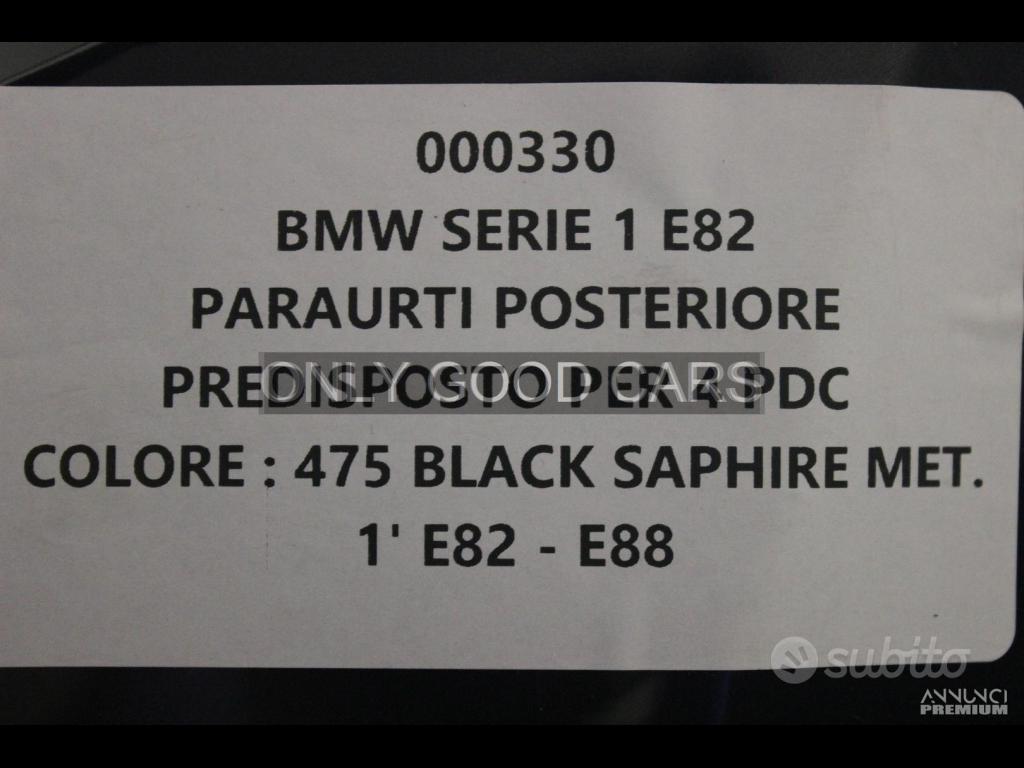 000330
BMW SERIE 1 E82
PARAURTI POSTERIORE
PREDISPOSTO PER 4 PDC
ONLY GOOD CARS
COLORE : 475 BLACK SAPHIRE MET.
1' E82 - E88
subito
ANNUNCI
PREMIUM